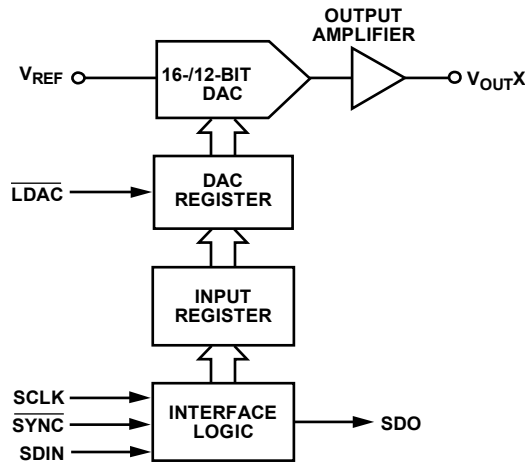 OUTPUT
AMPLIFIER
VREF
16-/12-BIT
DAC
VOUTX
LDAC
DAC
REGISTER
INPUT
REGISTER
SCLK
SYNC
SDIN
INTERFACE
LOGIC
SDO